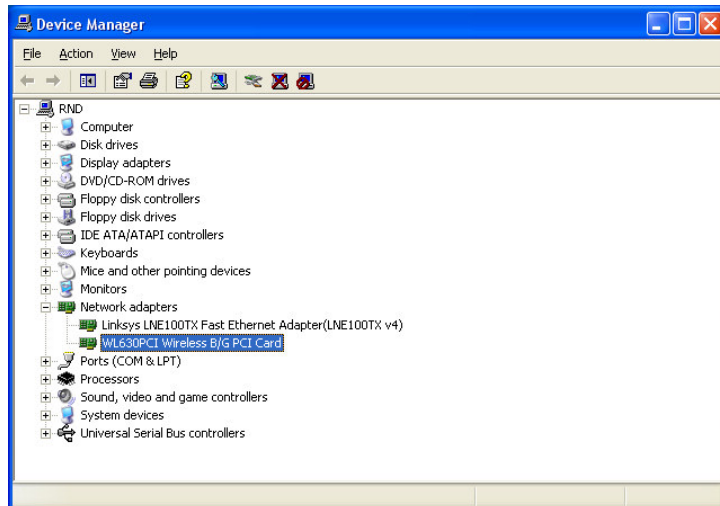 Device Manager
File Action View Help
RND
Computer
Disk drives
Display adapters
DVD/CD-ROM drives
Floppy disk controllers
Floppy disk drives
IDE ATA/ATAPI controllers
Keyboards
Mice and other pointing devices
Monitors
Network adapters
Linksys LNE100TX Fast Ethernet Adapter(LNE100TX v4)
WL630PCI Wireless B/G PCI Card
Ports (COM & LPT)
Processors
Sound, video and game controllers
System devices
Universal Serial Bus controllers